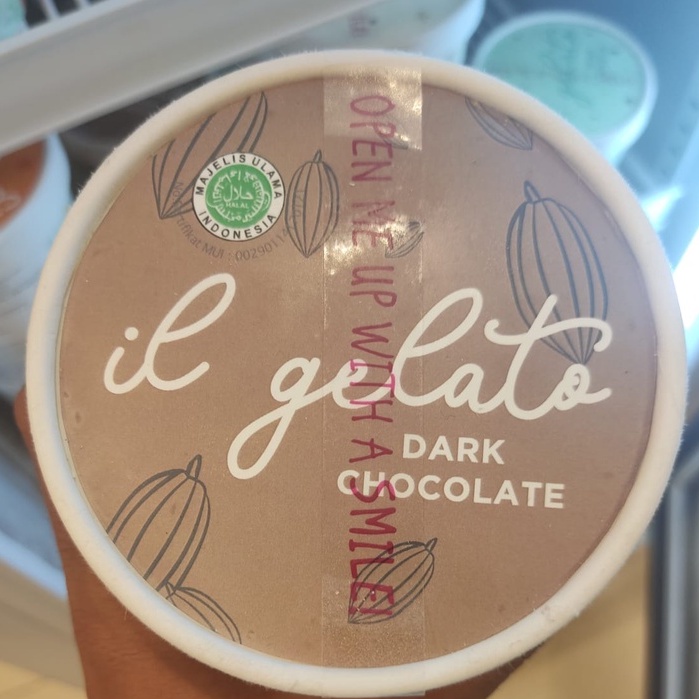 MAJELIS ULAMA
حلال
HALAL
INDONESIA
OPEN ME UP WITH A SMILE!
il gelato
DARK
CHOCOLATE